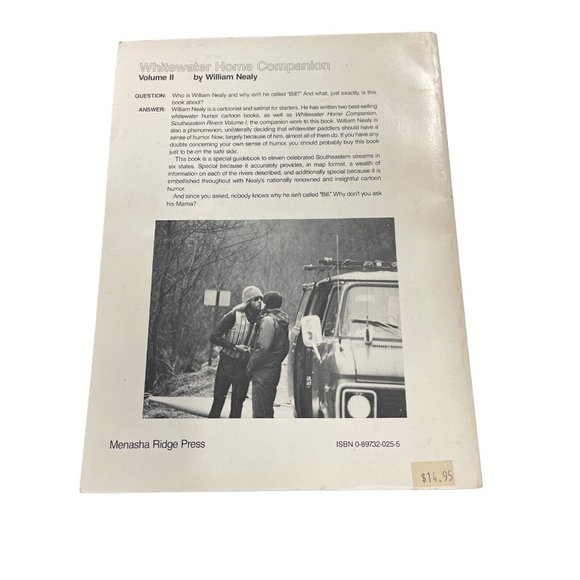 Whitewater Home Companion
Volume II by William Nealy
QUESTION: Who is William Nealy and why isn't he called "Bill?" And what, just exactly, is this
book about?
ANSWER: William Nealy is a cartoonist and satirist for starters. He has written two best-selling
whitewater humor cartoon books, as well as Whitewater Home Companion,
Southeastern Rivers Volume I, the companion work to this book. William Nealy is
also a phenomenon, unilaterally deciding that whitewater paddlers should have a
sense of humor. Now, largely because of him, almost all of them do. If you have any
doubts concerning your own sense of humor, you should probably buy this book
just to be on the safe side.
This book is a special guidebook to eleven celebrated Southeastern streams in
six states. Special because it accurately provides, in map format, a wealth of
information on each of the rivers described, and additionally special because it is
embellished throughout with Nealy's nationally renowned and insightful cartoon
humor.
And since you asked, nobody knows why he isn't called "Bill." Why don't you ask
his Mama?
Menasha Ridge Press ISBN 0-89732-025-5
$14.95